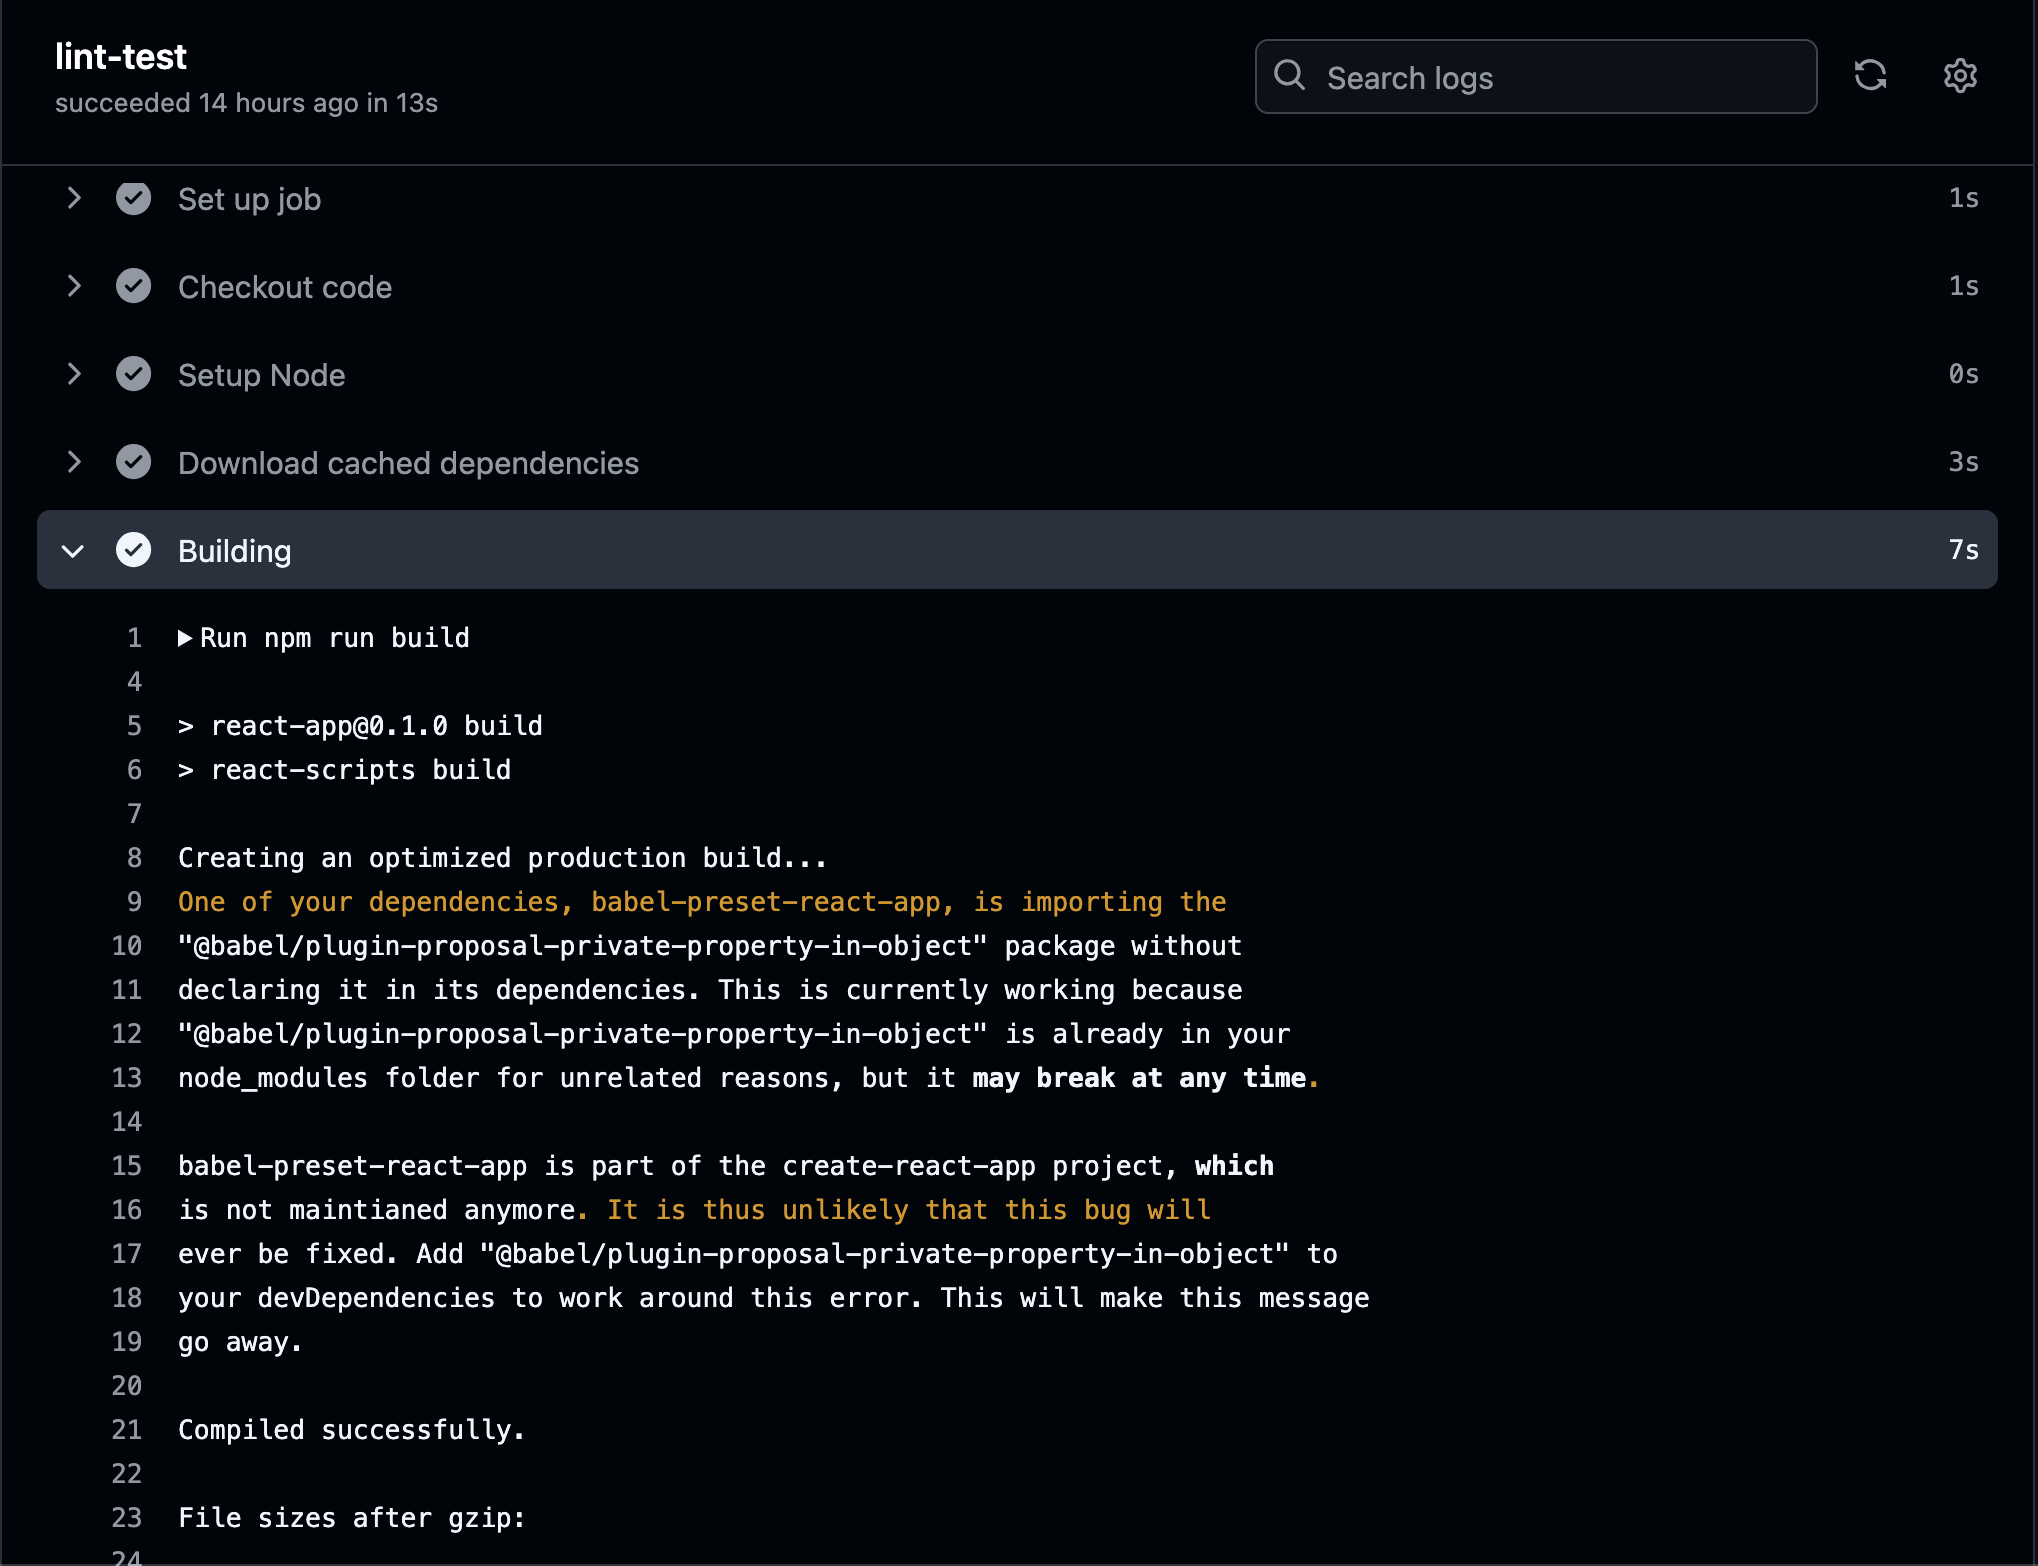 lint-test
succeeded 14 hours ago in 13s
Search logs
Set up job 1s
Checkout code 1s
Setup Node 0s
Download cached dependencies 3s
Building 7s
1 Run npm run build
4
5 > react-app@0.1.0 build
6 > react-scripts build
7
8 Creating an optimized production build...
9 One of your dependencies, babel-preset-react-app, is importing the
10 "@babel/plugin-proposal-private-property-in-object" package without
11 declaring it in its dependencies. This is currently working because
12 "@babel/plugin-proposal-private-property-in-object" is already in your
13 node_modules folder for unrelated reasons, but it may break at any time.
14
15 babel-preset-react-app is part of the create-react-app project, which
16 is not maintianed anymore. It is thus unlikely that this bug will
17 ever be fixed. Add "@babel/plugin-proposal-private-property-in-object" to
18 your devDependencies to work around this error. This will make this message
19 go away.
20
21 Compiled successfully.
22
23 File sizes after gzip:
24